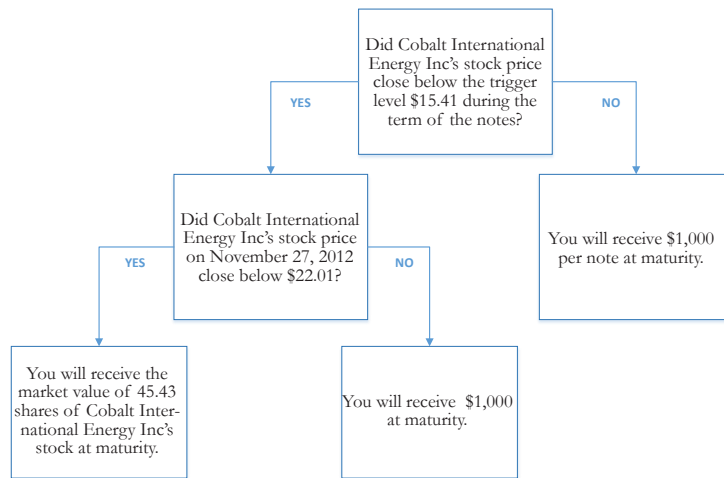 Did Cobalt International
Energy Inc's stock price
close below the trigger
level $15.41 during the
term of the notes?
YES
NO
Did Cobalt International
Energy Inc's stock price
on November 27, 2012
close below $22.01?
You will receive $1,000
per note at maturity.
YES
NO
You will receive the
market value of 45.43
shares of Cobalt Inter-
national Energy Inc's
stock at maturity.
You will receive $1,000
at maturity.